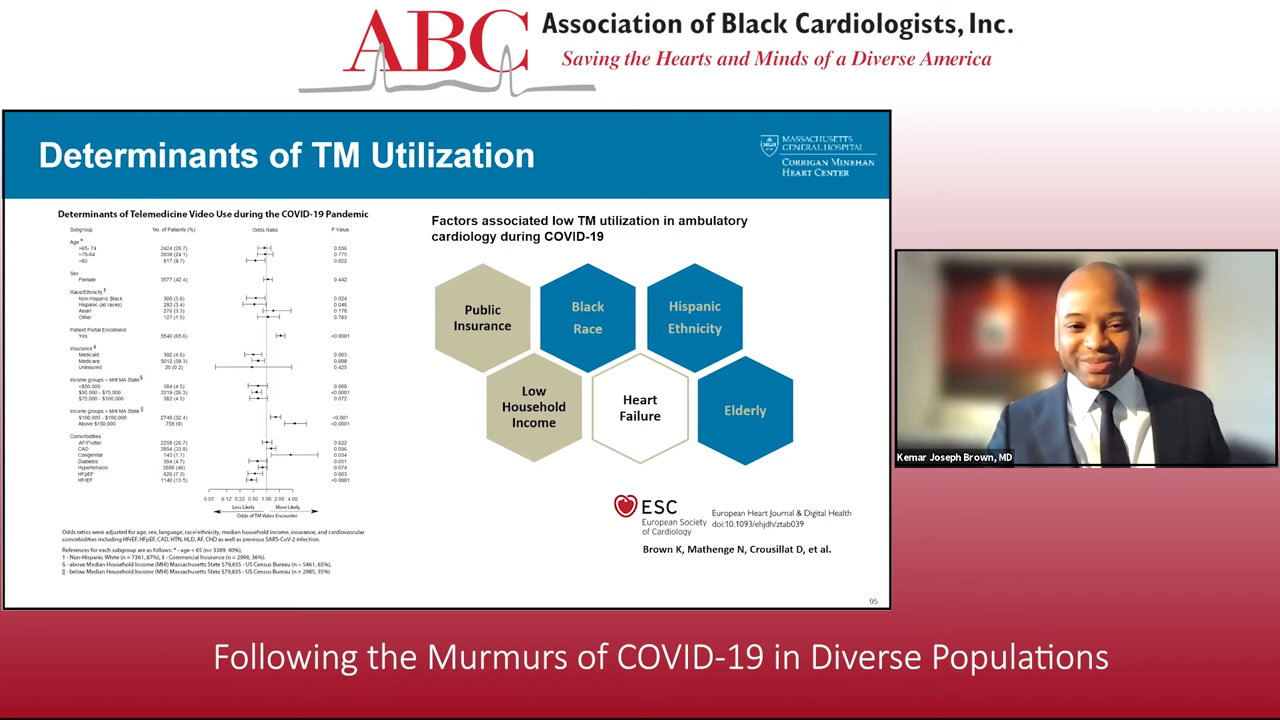 ABC
Association of Black Cardiologists, Inc.
Saving the Hearts and Minds of a Diverse America
Determinants of TM Utilization
MASSACHUSETTS
GENERAL HOSPITAL
CORRIGAN MINEHAN
HEART CENTER
Determinants of Telemedicine Video Use during the COVID-19 Pandemic
Subgroup No. of Patients (%) Odds Ratio P Value
Age *
>65- 74 2424 (28.7) 0.536
>75-84 2039 (24.1) 0.775
>85 817 (9.7) 0.022
Sex
Female 3577 (42.4) 0.442
Race/Ethnicity †
Non-Hispanic Black 300 (3.6) 0.024
Hispanic (all races) 283 (3.4) 0.046
Asian 276 (3.3) 0.178
Other 127 (1.5) 0.783
Patient Portal Enrollment
Yes 5540 (65.6) <0.0001
Insurance ‡
Medicaid 392 (4.6) 0.003
Medicare 5012 (59.3) 0.009
Uninsured 20 (0.2) 0.425
Income groups < MHI MA State §
<$50,000 384 (4.5) 0.069
$50,000 - $75,000 2219 (26.3) <0.0001
$75,000 - $100,000 382 (4.5) 0.072
Income groups > MHI MA State ||
$100,000 - $150,000 2740 (32.4) <0.001
Above $150,000 758 (9) <0.0001
Comorbidities
AF/Flutter 2258 (26.7) 0.822
CAD 2854 (33.8) 0.056
Congenital 143 (1.7) 0.034
Diabetes 394 (4.7) 0.051
Hypertension 3889 (46) 0.074
HFpEF 620 (7.3) 0.003
HFrEF 1140 (13.5) <0.0001
0.05 0.12 0.25 0.50 1.00 2.00 4.00
Less Likely More Likely
Odds of TM Video Encounter
Odds ratios were adjusted for age, sex, language, race/ethnicity, median household income, insurance, and cardiovascular
comorbidities including HFrEF, HFpEF, CAD, HTN, HLD, AF, CHD as well as previous SARS-CoV-2 infection.
References for each subgroup are as follows: * - age < 65 (n= 3389, 40%),
† - Non-Hispanic White (n = 7361, 87%), ‡ - Commercial Insurance (n = 2998, 36%).
§ - above Median Household Income (MHI) Massachusetts State $79,835 - US Census Bureau (n = 5461, 65%),
|| - below Median Household Income (MHI) Massachusetts State $79,835 - US Census Bureau (n = 2985, 35%)
Factors associated low TM utilization in ambulatory
cardiology during COVID-19
Public
Insurance
Black
Race
Hispanic
Ethnicity
Low
Household
Income
Heart
Failure
Elderly
ESC
European Society
of Cardiology
European Heart Journal & Digital Health
doi:10.1093/ehjdh/ztab039
Brown K, Mathenge N, Crousillat D, et al.
95
Kemar Joseph Brown, MD
Following the Murmurs of COVID-19 in Diverse Populations